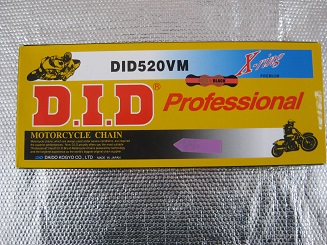 DID520VM
X-ring
PREMIUM
BLACK
D.I.D® Professional
MOTORCYCLE CHAIN
DAIDO KOGYO CO., LTD MADE IN JAPAN